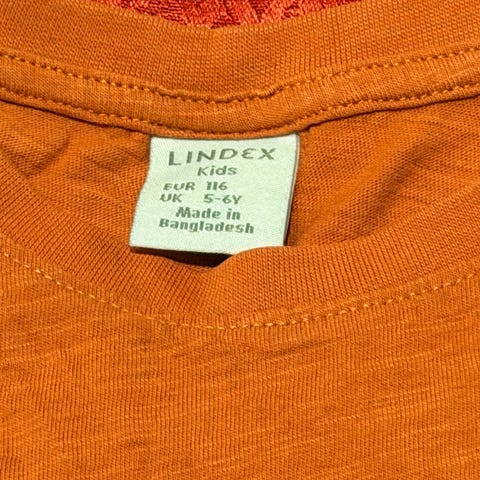 LINDEX
Kids
EUR 116
UK 5-6Y
Made in
Bangladesh